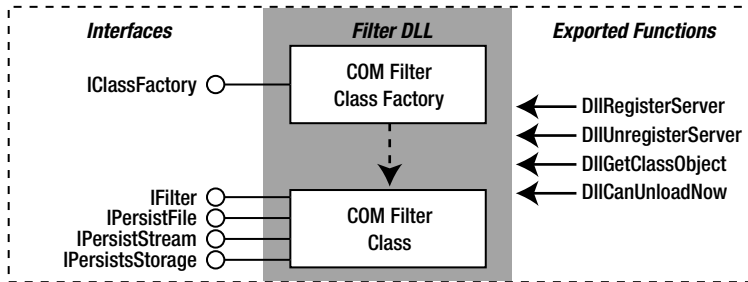 Interfaces
Filter DLL
Exported Functions
IClassFactory
COM Filter
Class Factory
DllRegisterServer
DllUnregisterServer
DllGetClassObject
DllCanUnloadNow
IFilter
IPersistFile
IPersistStream
IPersistsStorage
COM Filter
Class